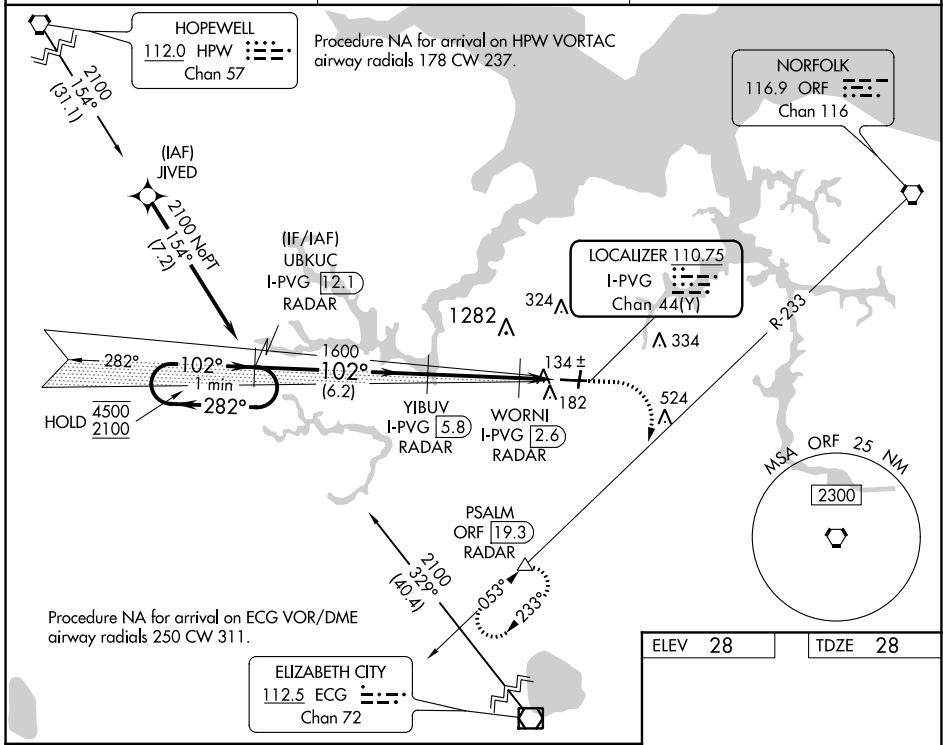 HOPEWELL
112.0 HPW
Chan 57
Procedure NA for arrival on HPW VORTAC
airway radials 178 CW 237.
NORFOLK
116.9 ORF
Chan 116
2100
154°
(31.1)
(IAF)
JIVED
2100 NoPT
154°
(7.2)
(IF/IAF)
UBKUC
I-PVG 12.1
RADAR
LOCALIZER 110.75
I-PVG
Chan 44(Y)
R-233
1282
324
334
282°
102°
1 min
282°
1600
102°
(6.2)
134 ±
182
524
HOLD 4500
2100
YIBUV
I-PVG 5.8
RADAR
WORNI
I-PVG 2.6
RADAR
MSA ORF 25 NM
2300
PSALM
ORF 19.3
RADAR
053°
233°
2100
329°
(40.4)
Procedure NA for arrival on ECG VOR/DME
airway radials 250 CW 311.
ELIZABETH CITY
112.5 ECG
Chan 72
ELEV 28
TDZE 28